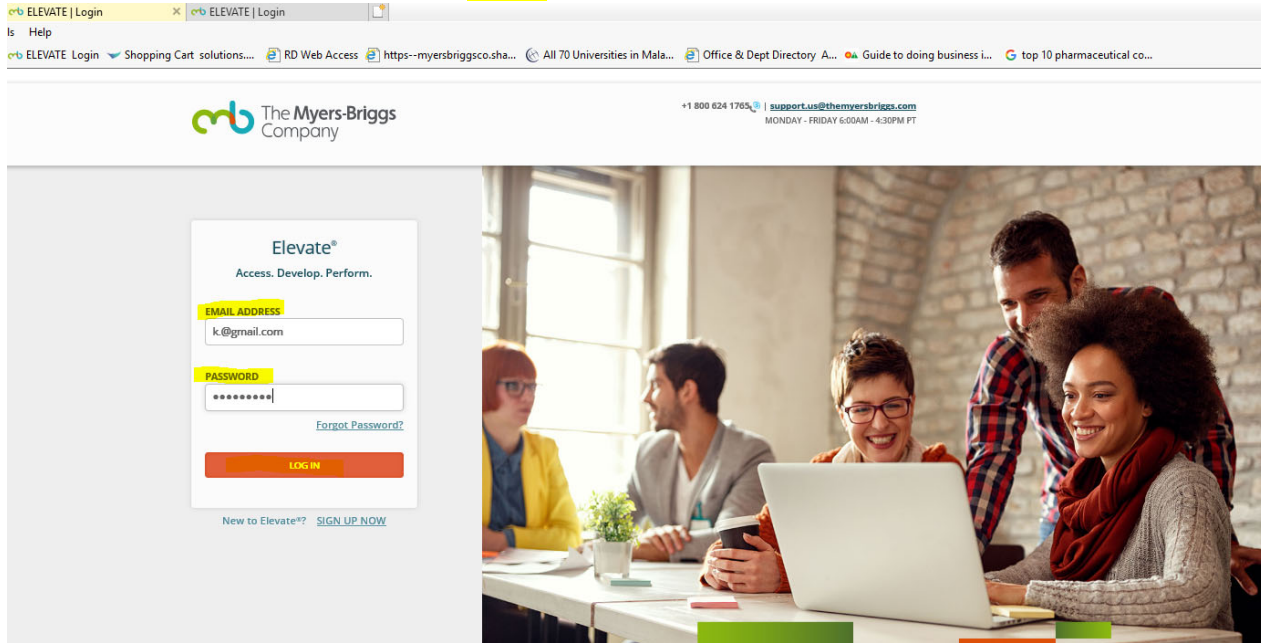 ELEVATE | Login
ELEVATE | Login
ls Help
ELEVATE Login Shopping Cart solutions.... RD Web Access https--myersbriggsco.sha... All 70 Universities in Mala... Office & Dept Directory A... Guide to doing business i... top 10 pharmaceutical co...
The Myers-Briggs
Company
+1 800 624 1765 | support.us@themyersbriggs.com
MONDAY - FRIDAY 6:00AM - 4:30PM PT
Elevate®
Access. Develop. Perform.
EMAIL ADDRESS
k.@gmail.com
PASSWORD
Forgot Password?
LOG IN
New to Elevate®? SIGN UP NOW